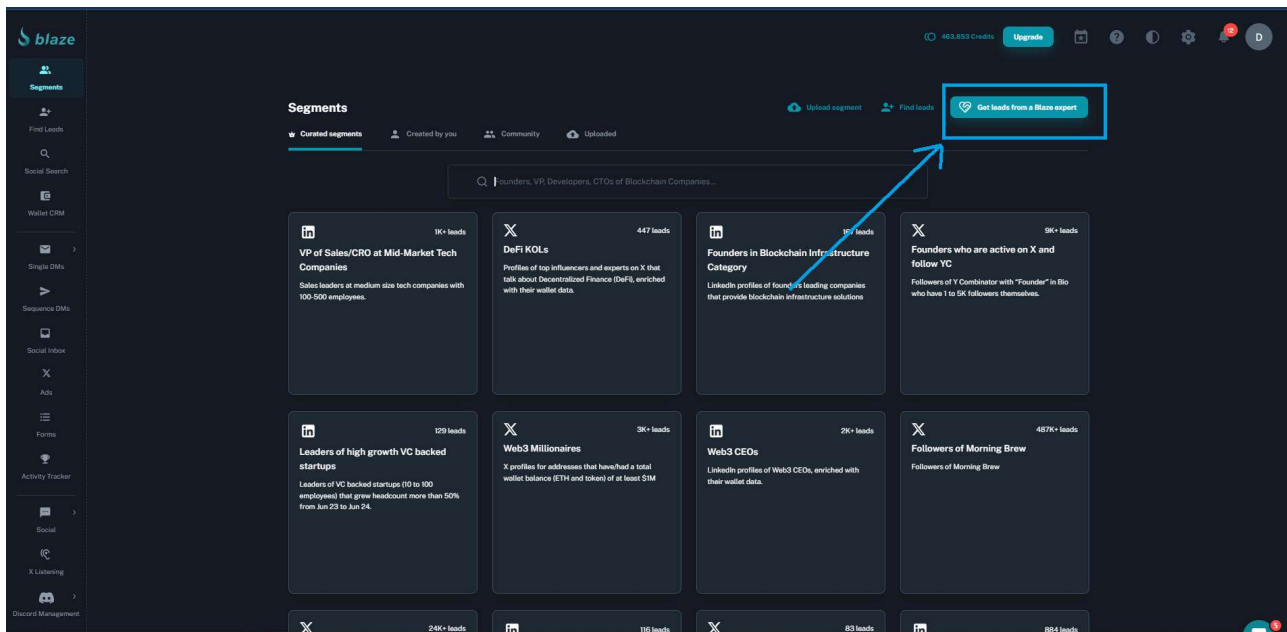 blaze
463,853 Credits
Upgrade
12
D
Segments
Find Leads
Social Search
Wallet CRM
Single DMs
Sequence DMs
Social Inbox
Ads
Forms
Activity Tracker
Social
X Listening
Discord Management
Segments
Upload segment
Find leads
Get leads from a Blaze expert
Curated segments
Created by you
Community
Uploaded
Founders, VP, Developers, CTOs of Blockchain Companies...
1K+ leads
VP of Sales/CRO at Mid-Market Tech
Companies
Sales leaders at medium size tech companies with
100-500 employees.
447 leads
DeFi KOLs
Profiles of top influencers and experts on X that
talk about Decentralized Finance (DeFi), enriched
with their wallet data.
leads
Founders in Blockchain Infrastructure
Category
LinkedIn profiles of founders leading companies
that provide blockchain infrastructure solutions
9K+ leads
Founders who are active on X and
follow YC
Followers of Y Combinator with "Founder" in Bio
who have 1 to 5K followers themselves.
129 leads
Leaders of high growth VC backed
startups
Leaders of VC backed startups (10 to 100
employees) that grew headcount more than 50%
from Jun 23 to Jun 24.
3K+ leads
Web3 Millionaires
X profiles for addresses that have/had a total
wallet balance (ETH and token) of at least $1M
2K+ leads
Web3 CEOs
LinkedIn profiles of Web3 CEOs, enriched with
their wallet data.
487K+ leads
Followers of Morning Brew
Followers of Morning Brew
24K+ leads
116 leads
83 leads
884 leads
5